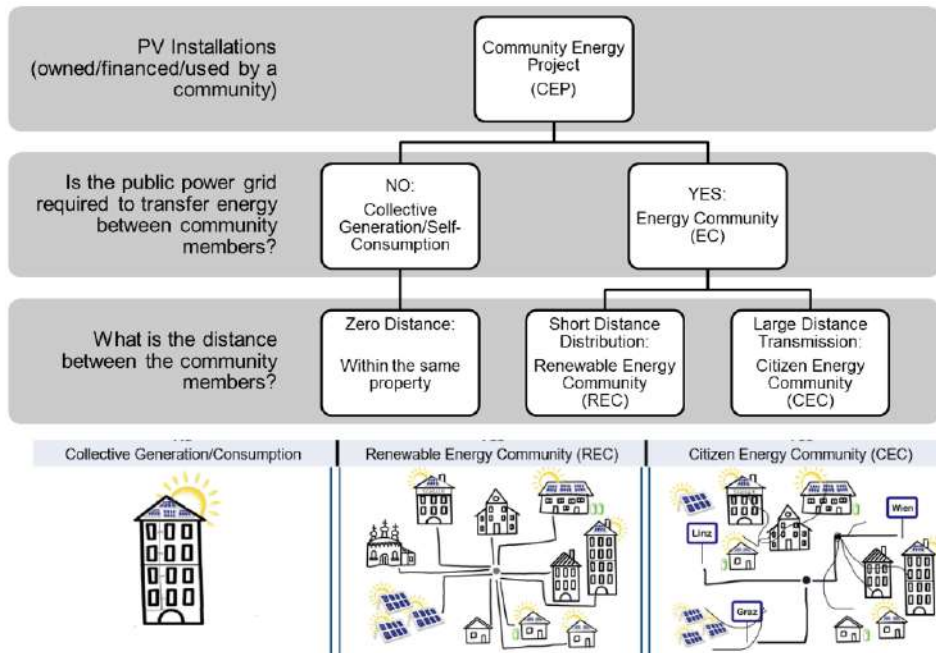 PV Installations
(owned/financed/used by a
community)
Community Energy
Project
(CEP)
Is the public power grid
required to transfer energy
between community
members?
NO:
Collective
Generation/Self-
Consumption
YES:
Energy Community
(EC)
What is the distance
between the community
members?
Zero Distance:
Within the same
property
Short Distance
Distribution:
Renewable Energy
Community
(REC)
Large Distance
Transmission:
Citizen Energy
Community
(CEC)
Collective Generation/Consumption
Renewable Energy Community (REC)
Citizen Energy Community (CEC)
Linz
Wien
Graz